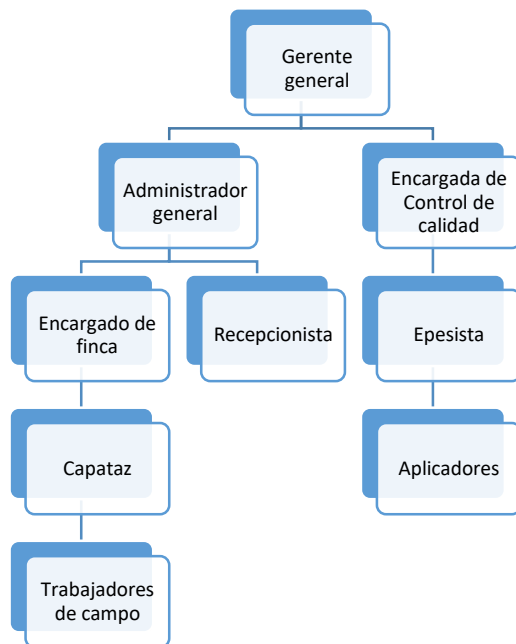 Gerente
general
Administrador
general
Encargada de
Control de
calidad
Encargado de
finca
Recepcionista
Epesista
Capataz
Aplicadores
Trabajadores
de campo